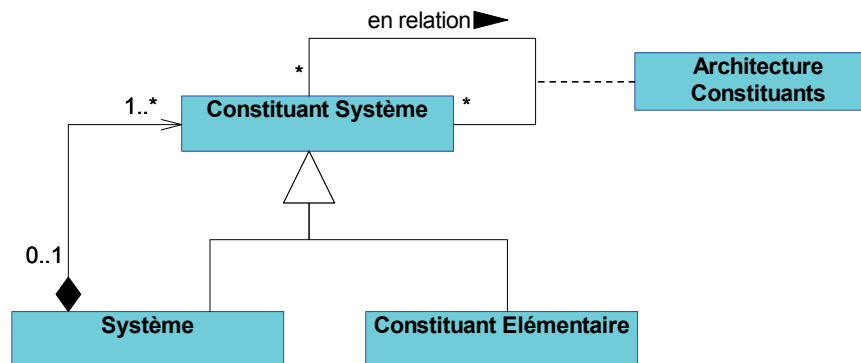 en relation
*
Architecture
Constituants
1..*
Constituant Système
*
0..1
Système
Constituant Elémentaire